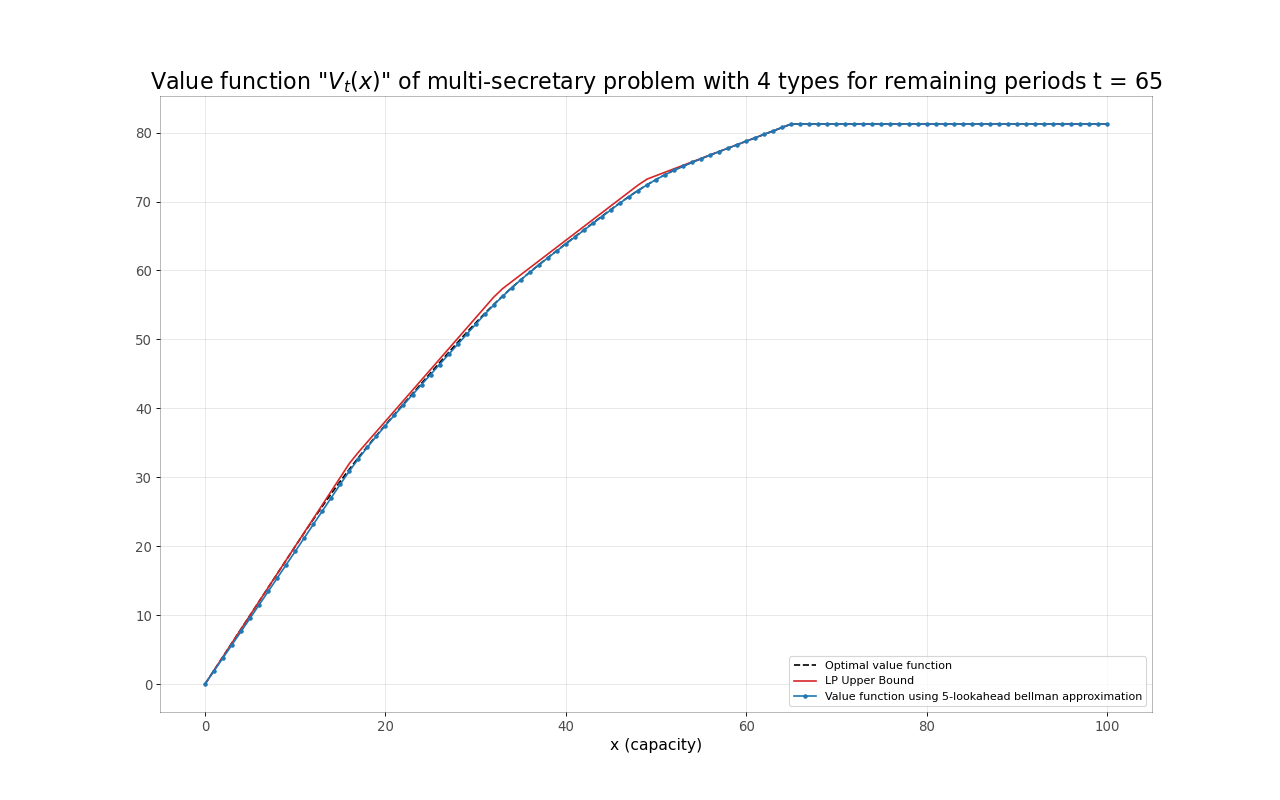 Value function "V_t(x)" of multi-secretary problem with 4 types for remaining periods t = 65
80
70
60
50
40
30
20
10
0
0 20 40 60 80 100
x (capacity)
Optimal value function
LP Upper Bound
Value function using 5-lookahead bellman approximation